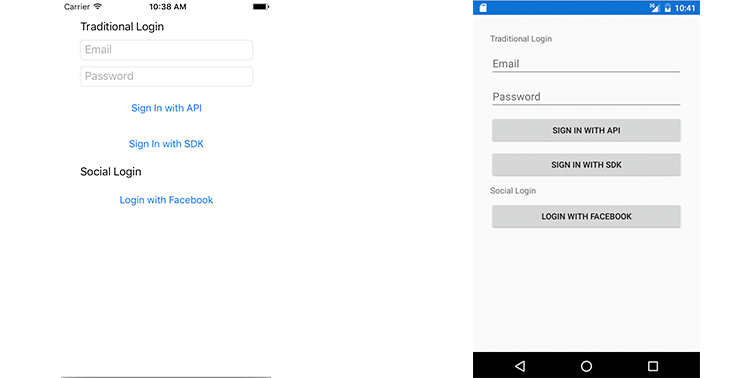 Carrier 10:38 AM
Traditional Login
Email
Password
Sign In with API
Sign In with SDK
Social Login
Login with Facebook
3G 10:41
Traditional Login
Email
Password
SIGN IN WITH API
SIGN IN WITH SDK
Social Login
LOGIN WITH FACEBOOK